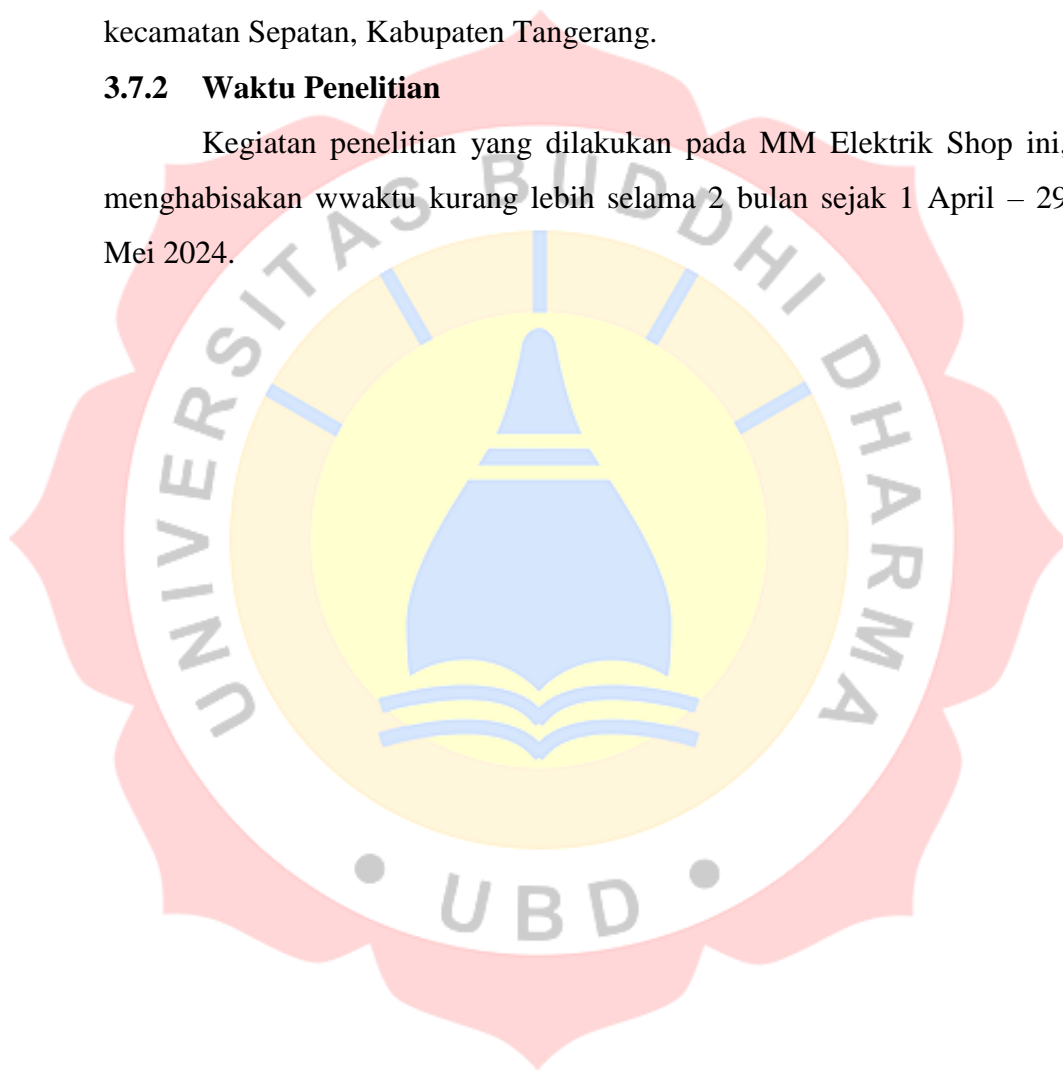 kecamatan Sepatan, Kabupaten Tangerang.
3.7.2 Waktu Penelitian
Kegiatan penelitian yang dilakukan pada MM Elektrik Shop ini,
menghabisakan wwaktu kurang lebih selama 2 bulan sejak 1 April – 29
Mei 2024.
UNIVERSITAS BUDDHI DHARMA
• UBD •